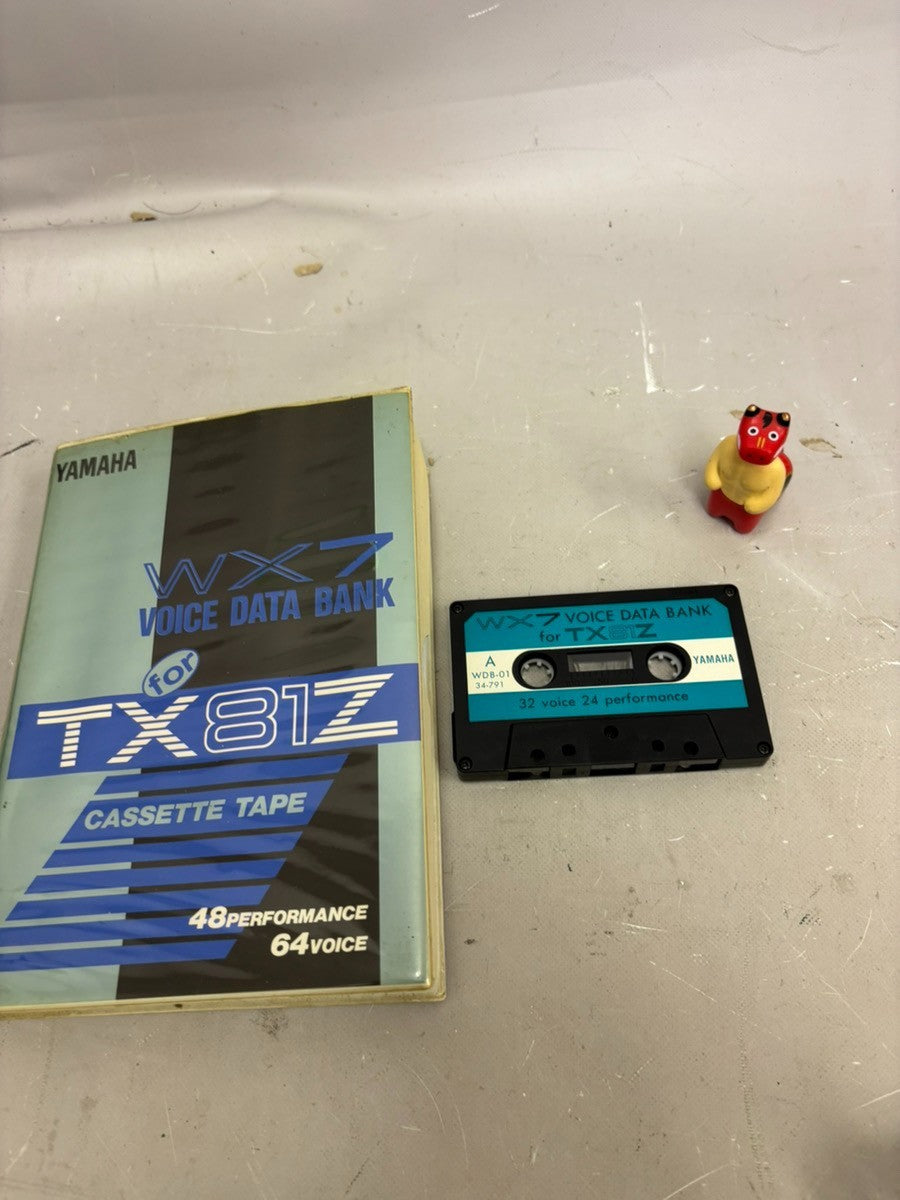 YAMAHA
WX7
VOICE DATA BANK
for
TX81Z
CASSETTE TAPE
48PERFORMANCE
64VOICE
WX7 VOICE DATA BANK
for TX81Z
A
WDB-01
34-791
YAMAHA
32 voice 24 performance